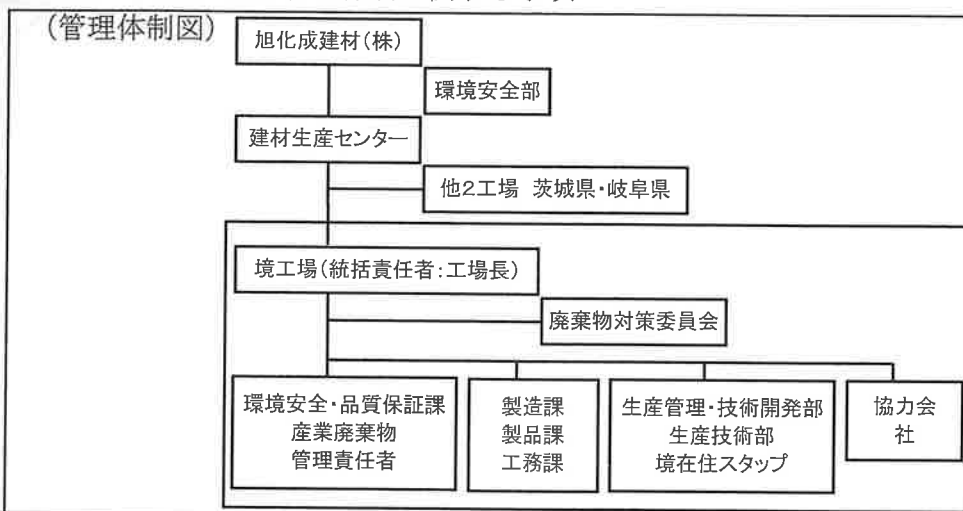 (管理体制図)
旭化成建材(株)
環境安全部
建材生産センター
他2工場 茨城県・岐阜県
境工場(統括責任者:工場長)
廃棄物対策委員会
環境安全・品質保証課
産業廃棄物
管理責任者
製造課
製品課
工務課
生産管理・技術開発部
生産技術部
境在住スタップ
協力会
社